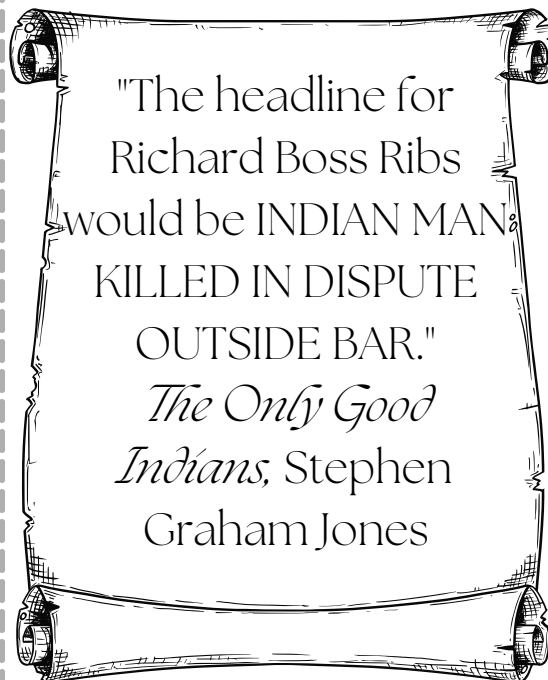 "The headline for
Richard Boss Ribs
would be INDIAN MAN
KILLED IN DISPUTE
OUTSIDE BAR."
The Only Good
Indians, Stephen
Graham Jones